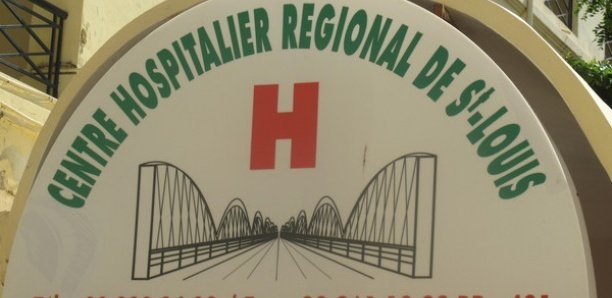 CENTRE HOSPITALIER REGIONAL DE St-LOUIS
H